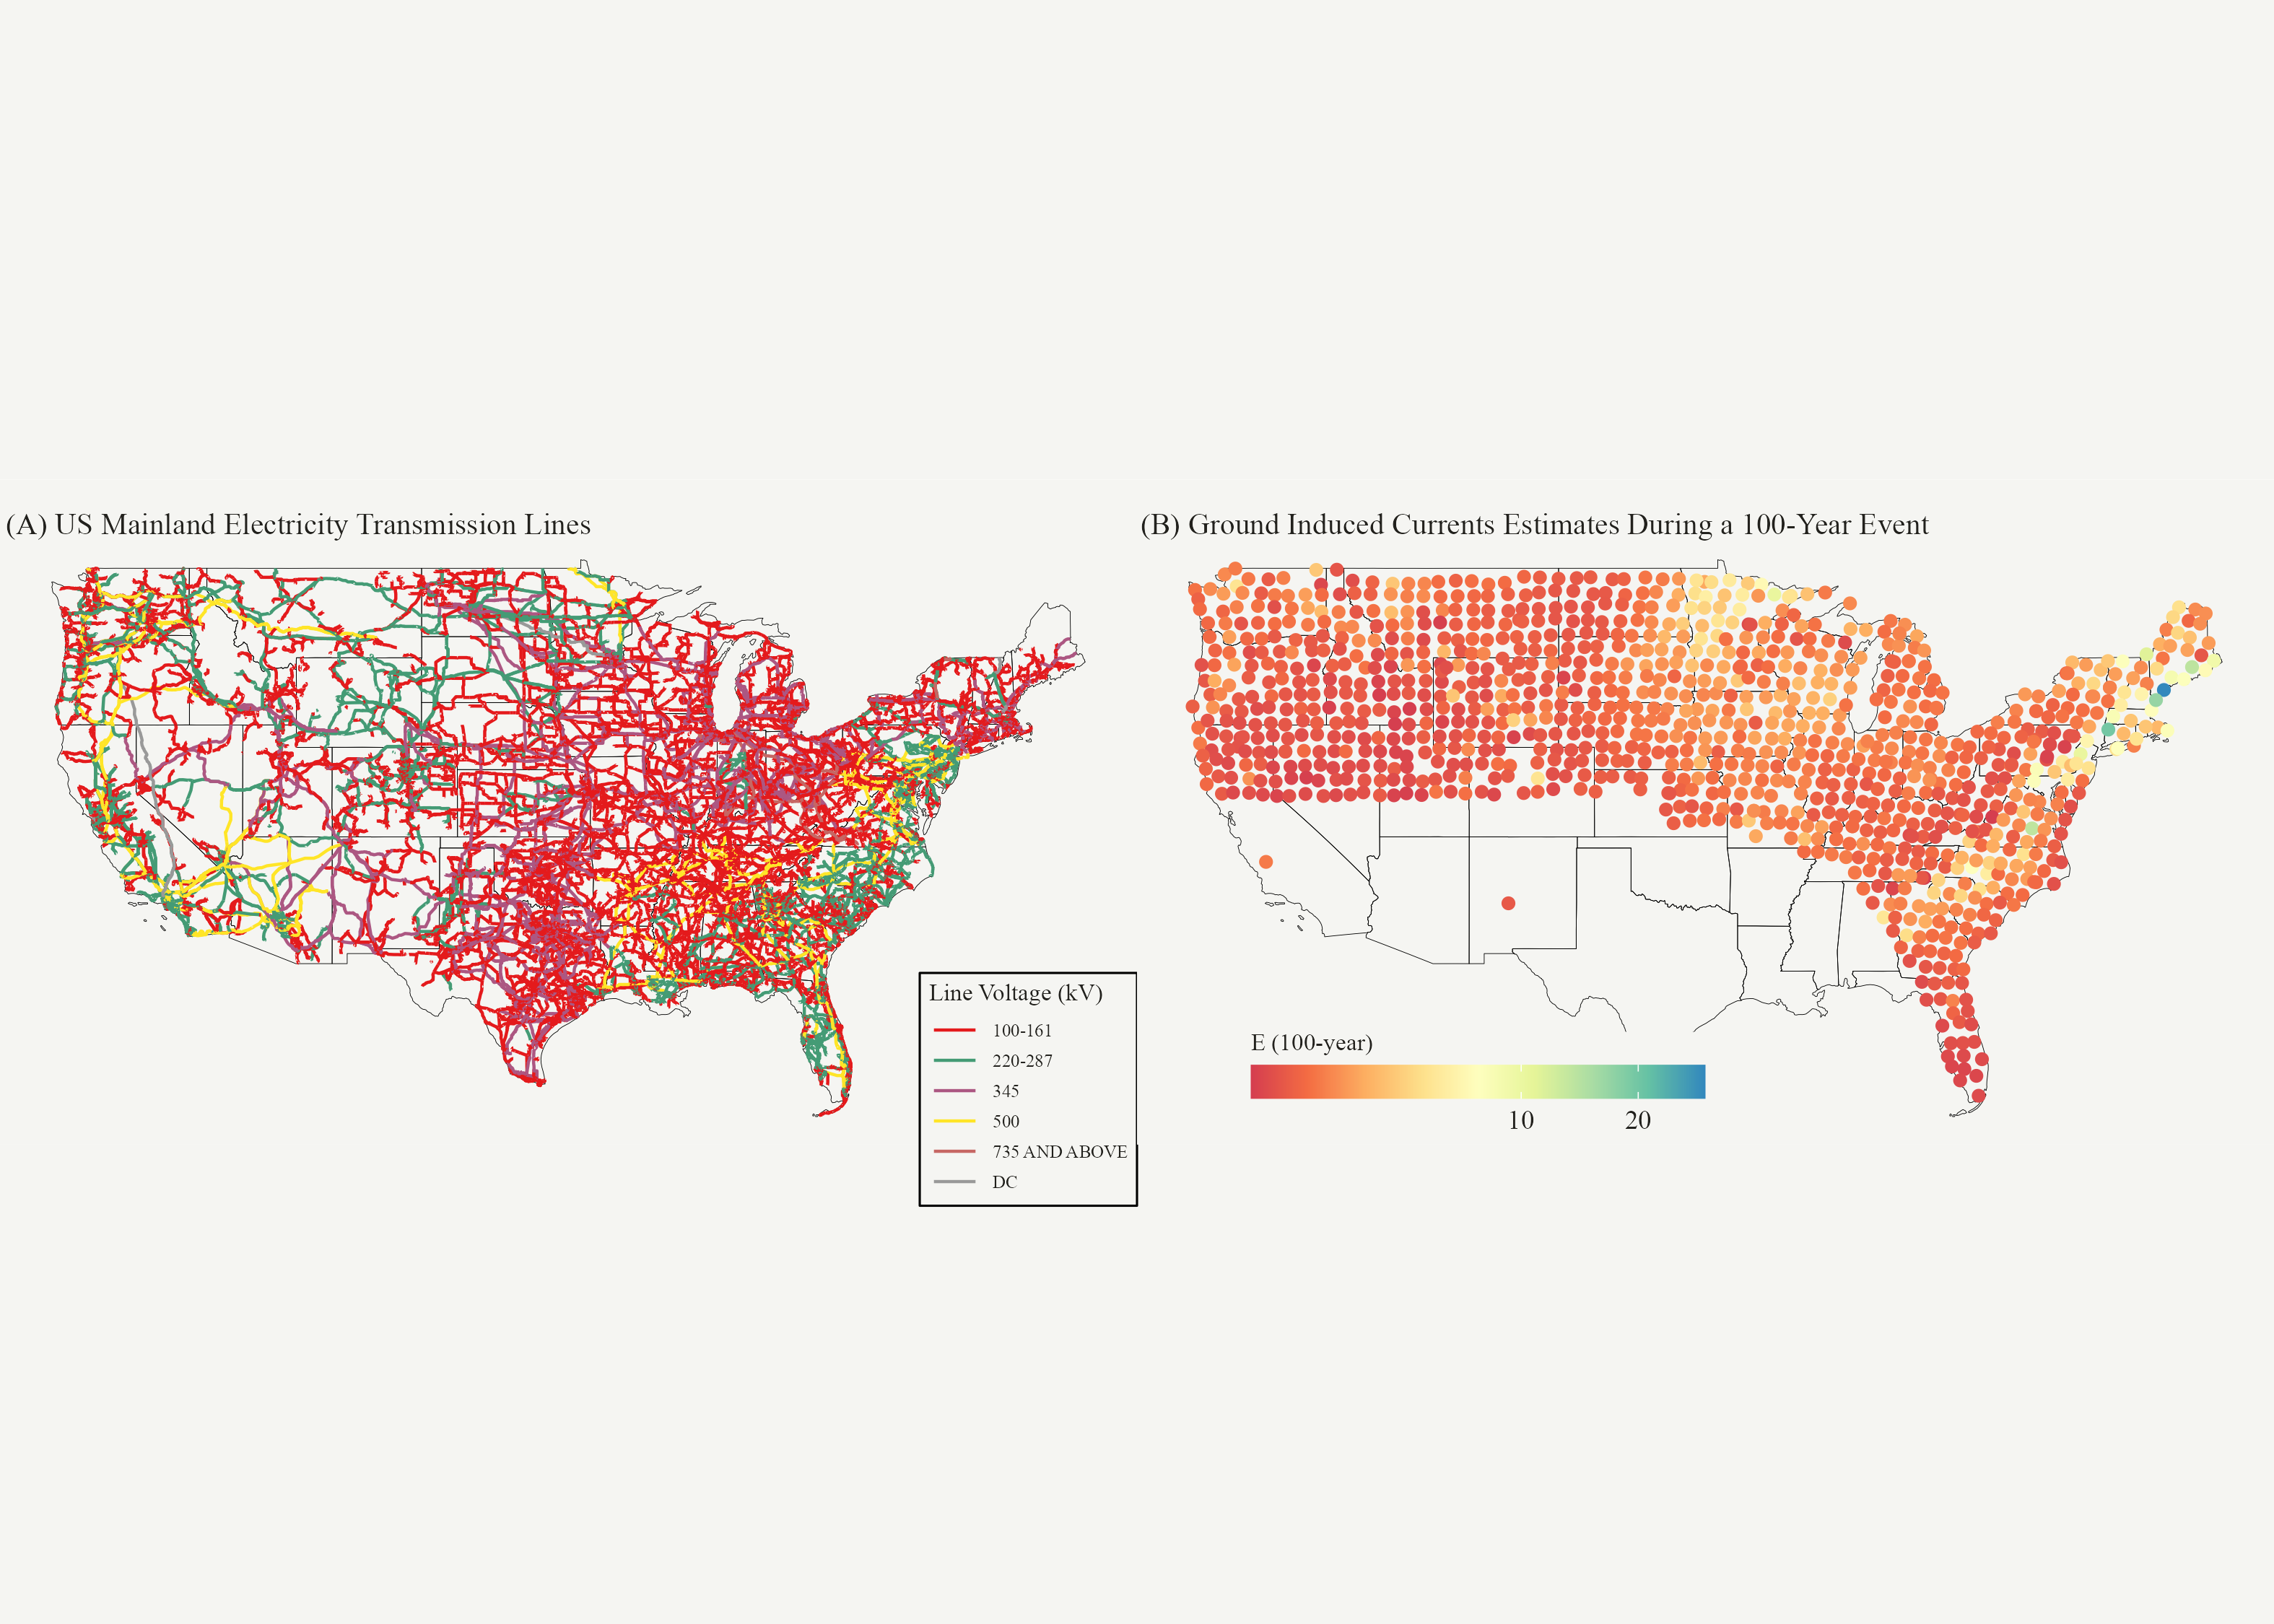 (A) US Mainland Electricity Transmission Lines
(B) Ground Induced Currents Estimates During a 100-Year Event
Line Voltage (kV)
100-161
220-287
345
500
735 AND ABOVE
DC
E (100-year)
10 20